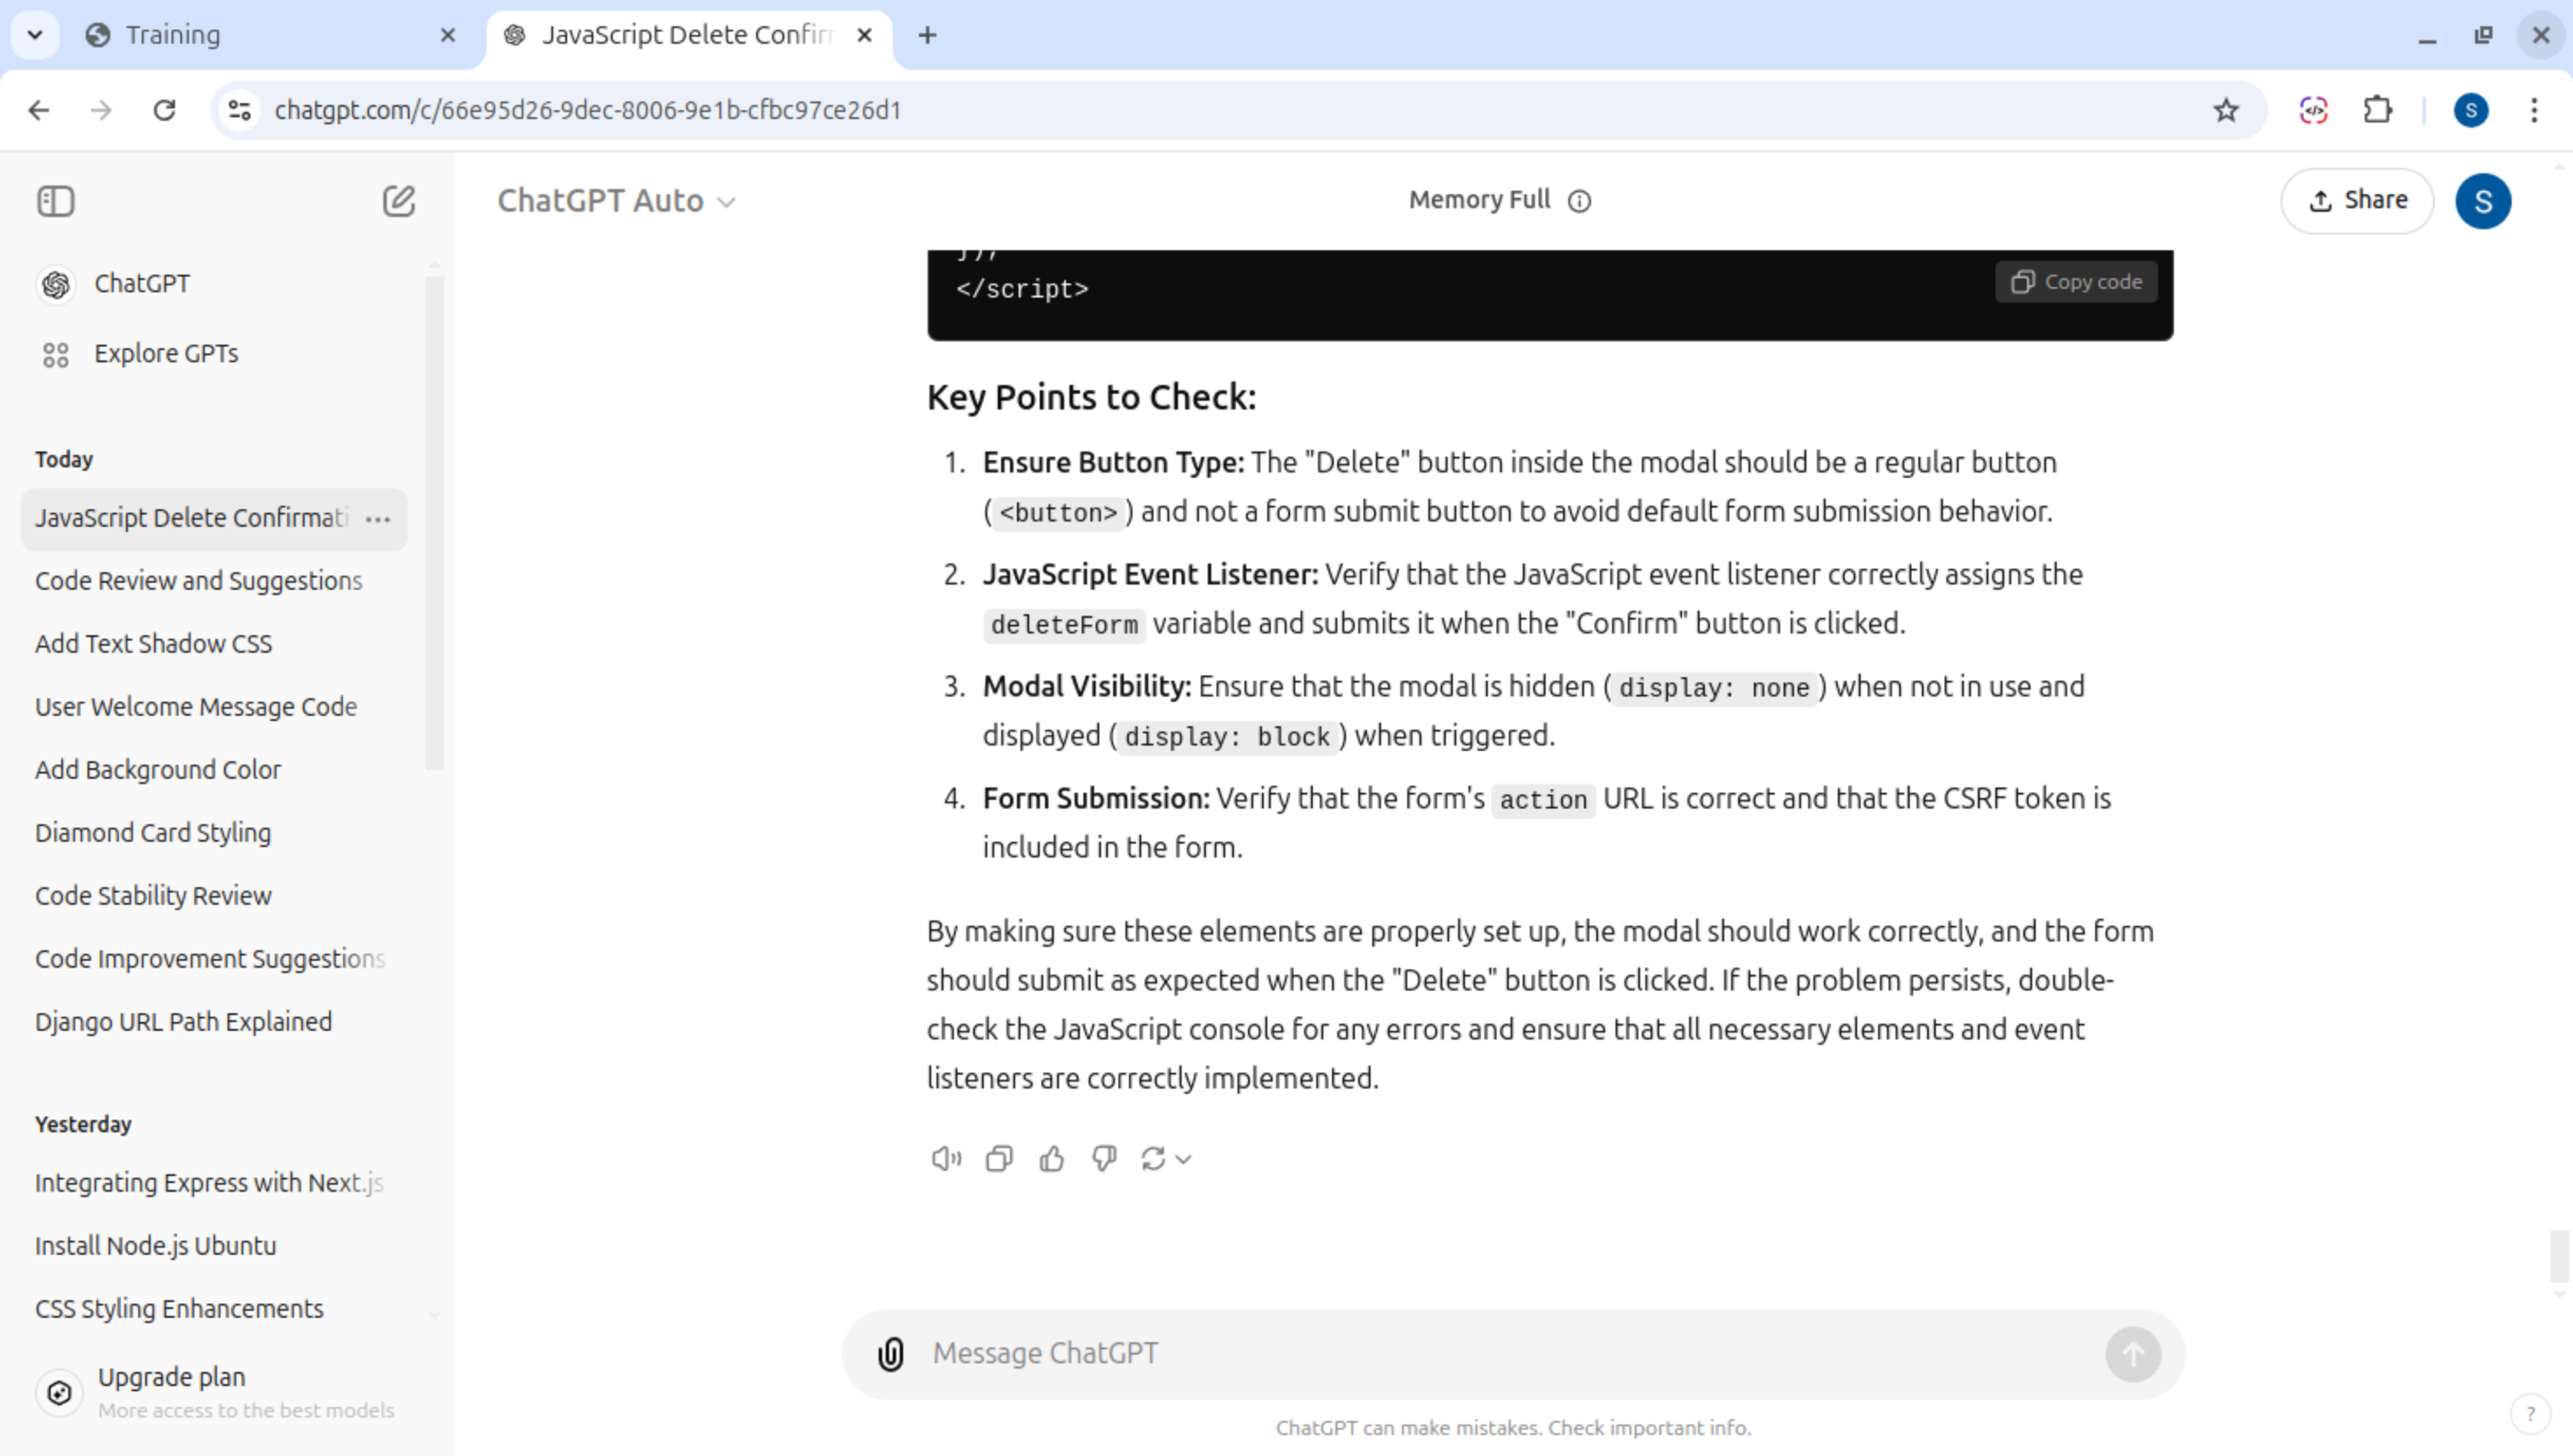 Training
JavaScript Delete Confir
chatgpt.com/c/66e95d26-9dec-8006-9e1b-cfbc97ce26d1
S
ChatGPT Auto
Memory Full
Share
S
ChatGPT
Explore GPTs
Today
JavaScript Delete Confirmati
Code Review and Suggestions
Add Text Shadow CSS
User Welcome Message Code
Add Background Color
Diamond Card Styling
Code Stability Review
Code Improvement Suggestions
Django URL Path Explained
Yesterday
Integrating Express with Next.js
Install Node.js Ubuntu
CSS Styling Enhancements
Upgrade plan
More access to the best models
});
</script>
Copy code
Key Points to Check:
1. Ensure Button Type: The "Delete" button inside the modal should be a regular button
(<button>) and not a form submit button to avoid default form submission behavior.
2. JavaScript Event Listener: Verify that the JavaScript event listener correctly assigns the
deleteForm variable and submits it when the "Confirm" button is clicked.
3. Modal Visibility: Ensure that the modal is hidden (display: none) when not in use and
displayed (display: block) when triggered.
4. Form Submission: Verify that the form's action URL is correct and that the CSRF token is
included in the form.
By making sure these elements are properly set up, the modal should work correctly, and the form
should submit as expected when the "Delete" button is clicked. If the problem persists, double-
check the JavaScript console for any errors and ensure that all necessary elements and event
listeners are correctly implemented.
Message ChatGPT
ChatGPT can make mistakes. Check important info.
?